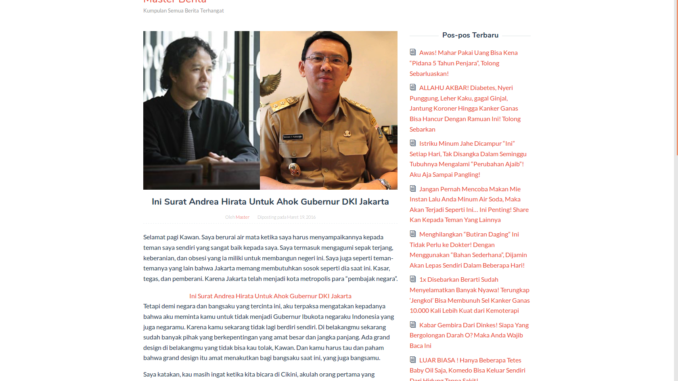 Master Berita
Kumpulan Semua Berita Terhangat
Ini Surat Andrea Hirata Untuk Ahok Gubernur DKI Jakarta
Selamat pagi Kawan. Saya berurai air mata ketika saya harus menyampaikannya kepada
teman saya sendiri yang sangat baik kepada saya. Saya termasuk mengagumi sepak terjang,
keberanian, dan obsesi yang ia miliki untuk membangun negeri ini. Saya juga seperti teman-
temanya yang lain bahwa Jakarta memang membutuhkan sosok seperti dia saat ini. Kasar,
tegas, dan pemberani. Karena Jakarta telah menjadi kota metropolis para “pembajak negara”.
Ini Surat Andrea Hirata Untuk Ahok Gubernur DKI Jakarta
Tetapi demi negara dan bangsaku yang tercinta ini, aku terpaksa mengatakan kepadanya
bahwa aku meminta kamu untuk tidak menjadi Gubernur Ibukota negaraku Indonesia yang
juga negaramu. Karena kamu sekarang tidak lagi berdiri sendiri. Di belakangmu sekarang
sudah banyak pihak yang berkepentingan yang amat besar dan jangka panjang. Ada grand
design di belakangmu yang tidak bisa kau tolak, Kawan. Dan kamu harus tau dan paham
bahwa grand design itu amat menakutkan bagi bangsaku saat ini, yang juga bangsamu.
Saya katakan, kau masih ingat ketika kita bicara di Cikini, akulah orang pertama yang
Pos-pos Terbaru
Awas! Mahar Pakai Uang Bisa Kena
“Pidana 5 Tahun Penjara”, Tolong
Sebarluaskan!
ALLAHU AKBAR! Diabetes, Nyeri
Punggung, Leher Kaku, gagal Ginjal,
Jantung Koroner Hingga Kanker Ganas
Bisa Hancur Dengan Ramuan Ini! Tolong
Sebarkan
Istriku Minum Jahe Dicampur “Ini”
Setiap Hari, Tak Disangka Dalam Seminggu
Tubuhnya Mengalami “Perubahan Ajaib”!
Aku Aja Sampai Pangling!
Jangan Pernah Mencoba Makan Mie
Instan Lalu Anda Minum Air Soda, Maka
Akan Terjadi Seperti Ini... Ini Penting! Share
Kan Kepada Teman Yang Lainnya
Menghilangkan “Butiran Daging” Ini
Tidak Perlu ke Dokter! Dengan
Menggunakan “Bahan Sederhana”, Dijamin
Akan Lepas Sendiri Dalam Beberapa Hari!
1x Disebarkan Berarti Sudah
Menyelamatkan Banyak Nyawa! Terungkap
‘Jengkol’ Bisa Membunuh Sel Kanker Ganas
10.000 Kali Lebih Kuat dari Kemoterapi
Kabar Gembira Dari Dinkes! Siapa Yang
Bergolongan Darah O? Maka Anda Wajib
Baca Ini
LUAR BIASA ! Hanya Beberapa Tetes
Baby Oil Saja, Komedo Bisa Keluar Sendiri